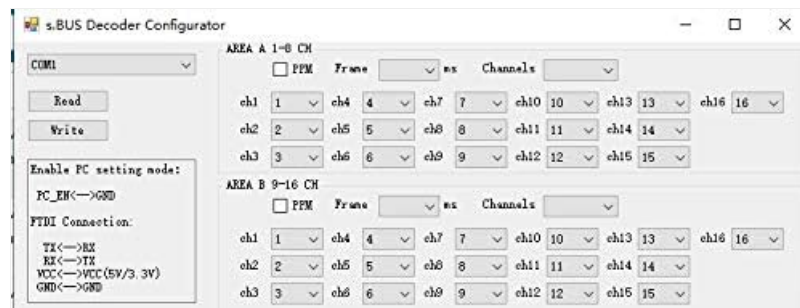 s.BUS Decoder Configurator
COM1
Read
Write
Enable PC setting mode:
PC_EN<-->GND
FTDI Connection:
TX<-->RX
RX<-->TX
VCC<-->VCC(5V/3.3V)
GND<-->GND
AREA A 1-8 CH
PPM Frame ms Channels
ch1 1 ch4 4 ch7 7 ch10 10 ch13 13 ch16 16
ch2 2 ch5 5 ch8 8 ch11 11 ch14 14
ch3 3 ch6 6 ch9 9 ch12 12 ch15 15
AREA B 9-16 CH
PPM Frame ms Channels
ch1 1 ch4 4 ch7 7 ch10 10 ch13 13 ch16 16
ch2 2 ch5 5 ch8 8 ch11 11 ch14 14
ch3 3 ch6 6 ch9 9 ch12 12 ch15 15